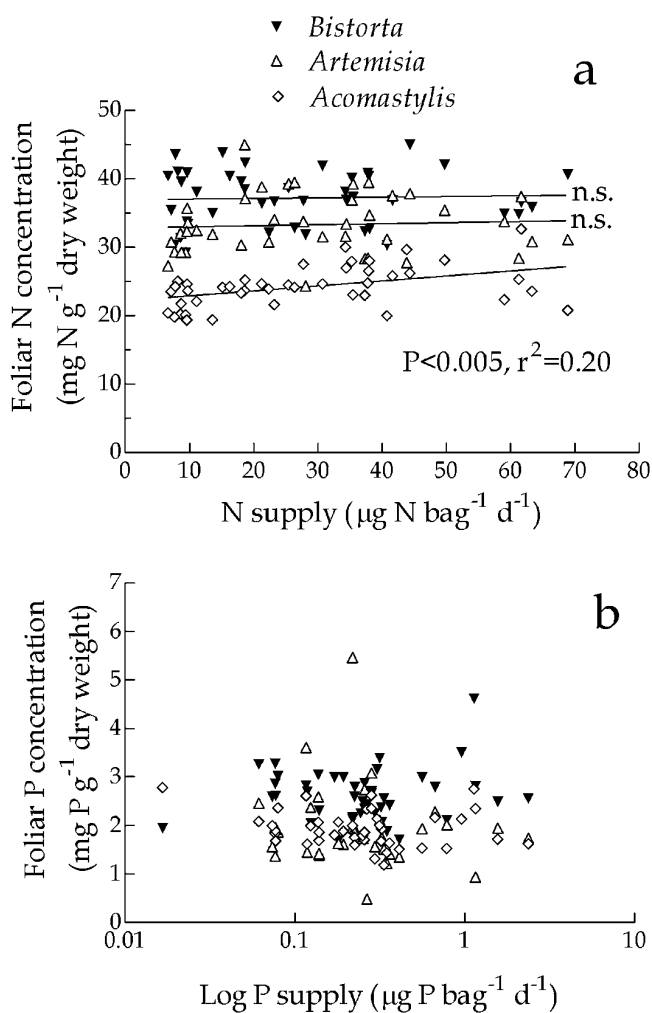 Bistorta
Artemisia
Acomastylis
a
50
40
30
20
10
0
n.s.
n.s.
P<0.005, r²=0.20
Foliar N concentration
(mg N g⁻¹ dry weight)
0 10 20 30 40 50 60 70 80
N supply (µg N bag⁻¹ d⁻¹)
b
7
6
5
4
3
2
1
0
Foliar P concentration
(mg P g⁻¹ dry weight)
0.01 0.1 1 10
Log P supply (µg P bag⁻¹ d⁻¹)